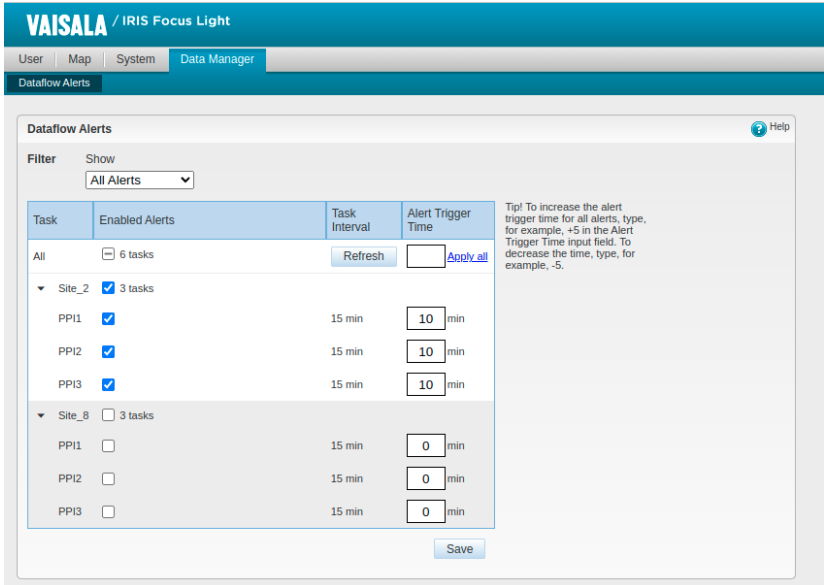 VAISALA / IRIS Focus Light
User Map System Data Manager
Dataflow Alerts
Dataflow Alerts
Help
Filter Show
All Alerts
Task Enabled Alerts Task Interval Alert Trigger Time
All 6 tasks Refresh Apply all
Site_2 3 tasks
PPI1 15 min 10 min
PPI2 15 min 10 min
PPI3 15 min 10 min
Site_8 3 tasks
PPI1 15 min 0 min
PPI2 15 min 0 min
PPI3 15 min 0 min
Save
Tip! To increase the alert
trigger time for all alerts, type,
for example, +5 in the Alert
Trigger Time input field. To
decrease the time, type, for
example, -5.